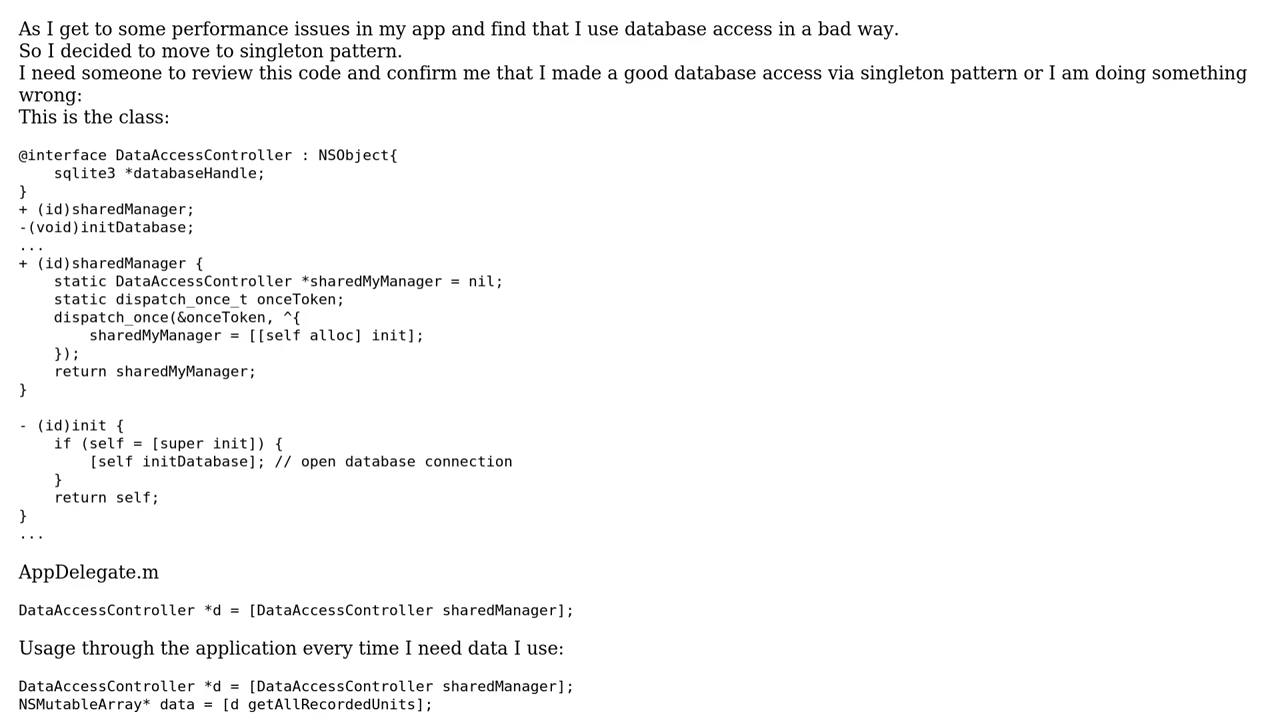 As I get to some performance issues in my app and find that I use database access in a bad way.
So I decided to move to singleton pattern.
I need someone to review this code and confirm me that I made a good database access via singleton pattern or I am doing something
wrong:
This is the class:
@interface DataAccessController : NSObject{
    sqlite3 *databaseHandle;
}
+ (id)sharedManager;
-(void)initDatabase;
...
+ (id)sharedManager {
    static DataAccessController *sharedMyManager = nil;
    static dispatch_once_t onceToken;
    dispatch_once(&onceToken, ^{
        sharedMyManager = [[self alloc] init];
    });
    return sharedMyManager;
}

- (id)init {
    if (self = [super init]) {
        [self initDatabase]; // open database connection
    }
    return self;
}
...
AppDelegate.m
DataAccessController *d = [DataAccessController sharedManager];
Usage through the application every time I need data I use:
DataAccessController *d = [DataAccessController sharedManager];
NSMutableArray* data = [d getAllRecordedUnits];